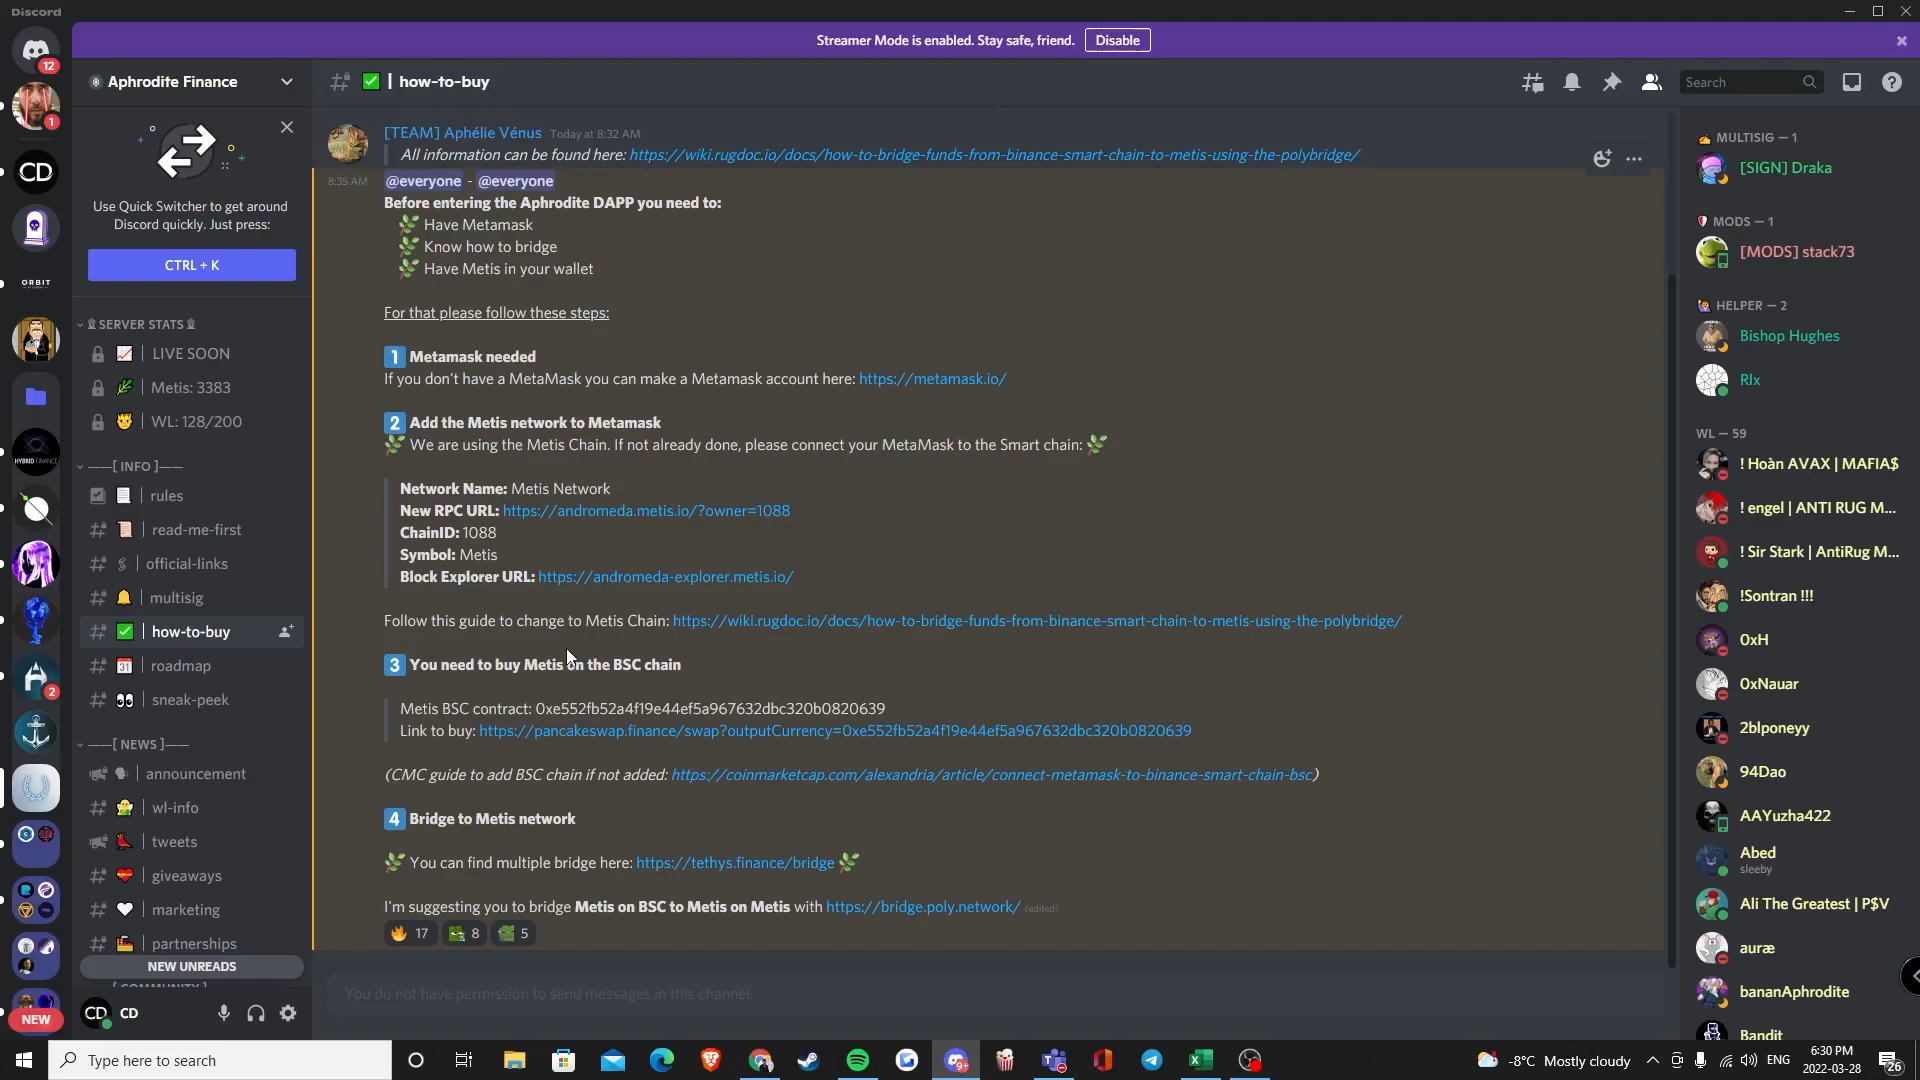 Discord
Streamer Mode is enabled. Stay safe, friend. Disable
12
1
CD
ORBIT
HYBRID FINANCE
2
NEW
Aphrodite Finance
Use Quick Switcher to get around
Discord quickly. Just press:
CTRL + K
SERVER STATS
LIVE SOON
Metis: 3383
WL: 128/200
——[ INFO ]——
rules
read-me-first
official-links
multisig
how-to-buy
roadmap
sneak-peek
——[ NEWS ]——
announcement
wl-info
tweets
giveaways
marketing
partnerships
NEW UNREADS
CD CD
| how-to-buy
Search
[TEAM] Aphélie Vénus Today at 8:32 AM
All information can be found here: https://wiki.rugdoc.io/docs/how-to-bridge-funds-from-binance-smart-chain-to-metis-using-the-polybridge/
8:35 AM @everyone - @everyone
Before entering the Aphrodite DAPP you need to:
🌿 Have Metamask
🌿 Know how to bridge
🌿 Have Metis in your wallet
For that please follow these steps:
1 Metamask needed
If you don't have a MetaMask you can make a Metamask account here: https://metamask.io/
2 Add the Metis network to Metamask
🌿 We are using the Metis Chain. If not already done, please connect your MetaMask to the Smart chain: 🌿
Network Name: Metis Network
New RPC URL: https://andromeda.metis.io/?owner=1088
ChainID: 1088
Symbol: Metis
Block Explorer URL: https://andromeda-explorer.metis.io/
Follow this guide to change to Metis Chain: https://wiki.rugdoc.io/docs/how-to-bridge-funds-from-binance-smart-chain-to-metis-using-the-polybridge/
3 You need to buy Metis on the BSC chain
Metis BSC contract: 0xe552fb52a4f19e44ef5a967632dbc320b0820639
Link to buy: https://pancakeswap.finance/swap?outputCurrency=0xe552fb52a4f19e44ef5a967632dbc320b0820639
(CMC guide to add BSC chain if not added: https://coinmarketcap.com/alexandria/article/connect-metamask-to-binance-smart-chain-bsc)
4 Bridge to Metis network
🌿 You can find multiple bridge here: https://tethys.finance/bridge 🌿
I'm suggesting you to bridge Metis on BSC to Metis on Metis with https://bridge.poly.network/ (edited)
17 8 5
You do not have permission to send messages in this channel.
MULTISIG — 1
[SIGN] Draka
MODS — 1
[MODS] stack73
HELPER — 2
Bishop Hughes
Rlx
WL — 59
! Hoàn AVAX | MAFIA$
! engel | ANTI RUG M...
! Sir Stark | AntiRug M...
!Sontran !!!
0xH
0xNauar
2blponeyy
94Dao
AAYuzha422
Abed
sleeby
Ali The Greatest | P$V
auræ
bananAphrodite
Bandit
Type here to search
9+
-8°C Mostly cloudy
ENG
6:30 PM
2022-03-28
26